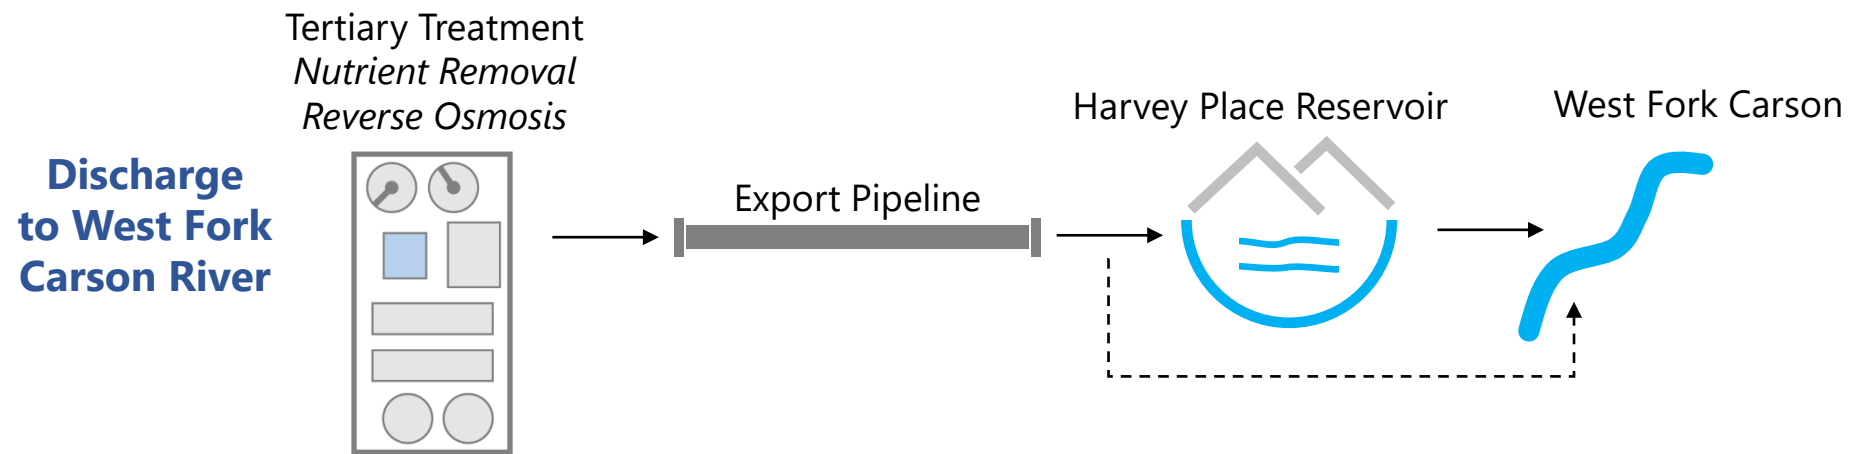 Discharge
to West Fork
Carson River
Tertiary Treatment
Nutrient Removal
Reverse Osmosis
Export Pipeline
Harvey Place Reservoir
West Fork Carson